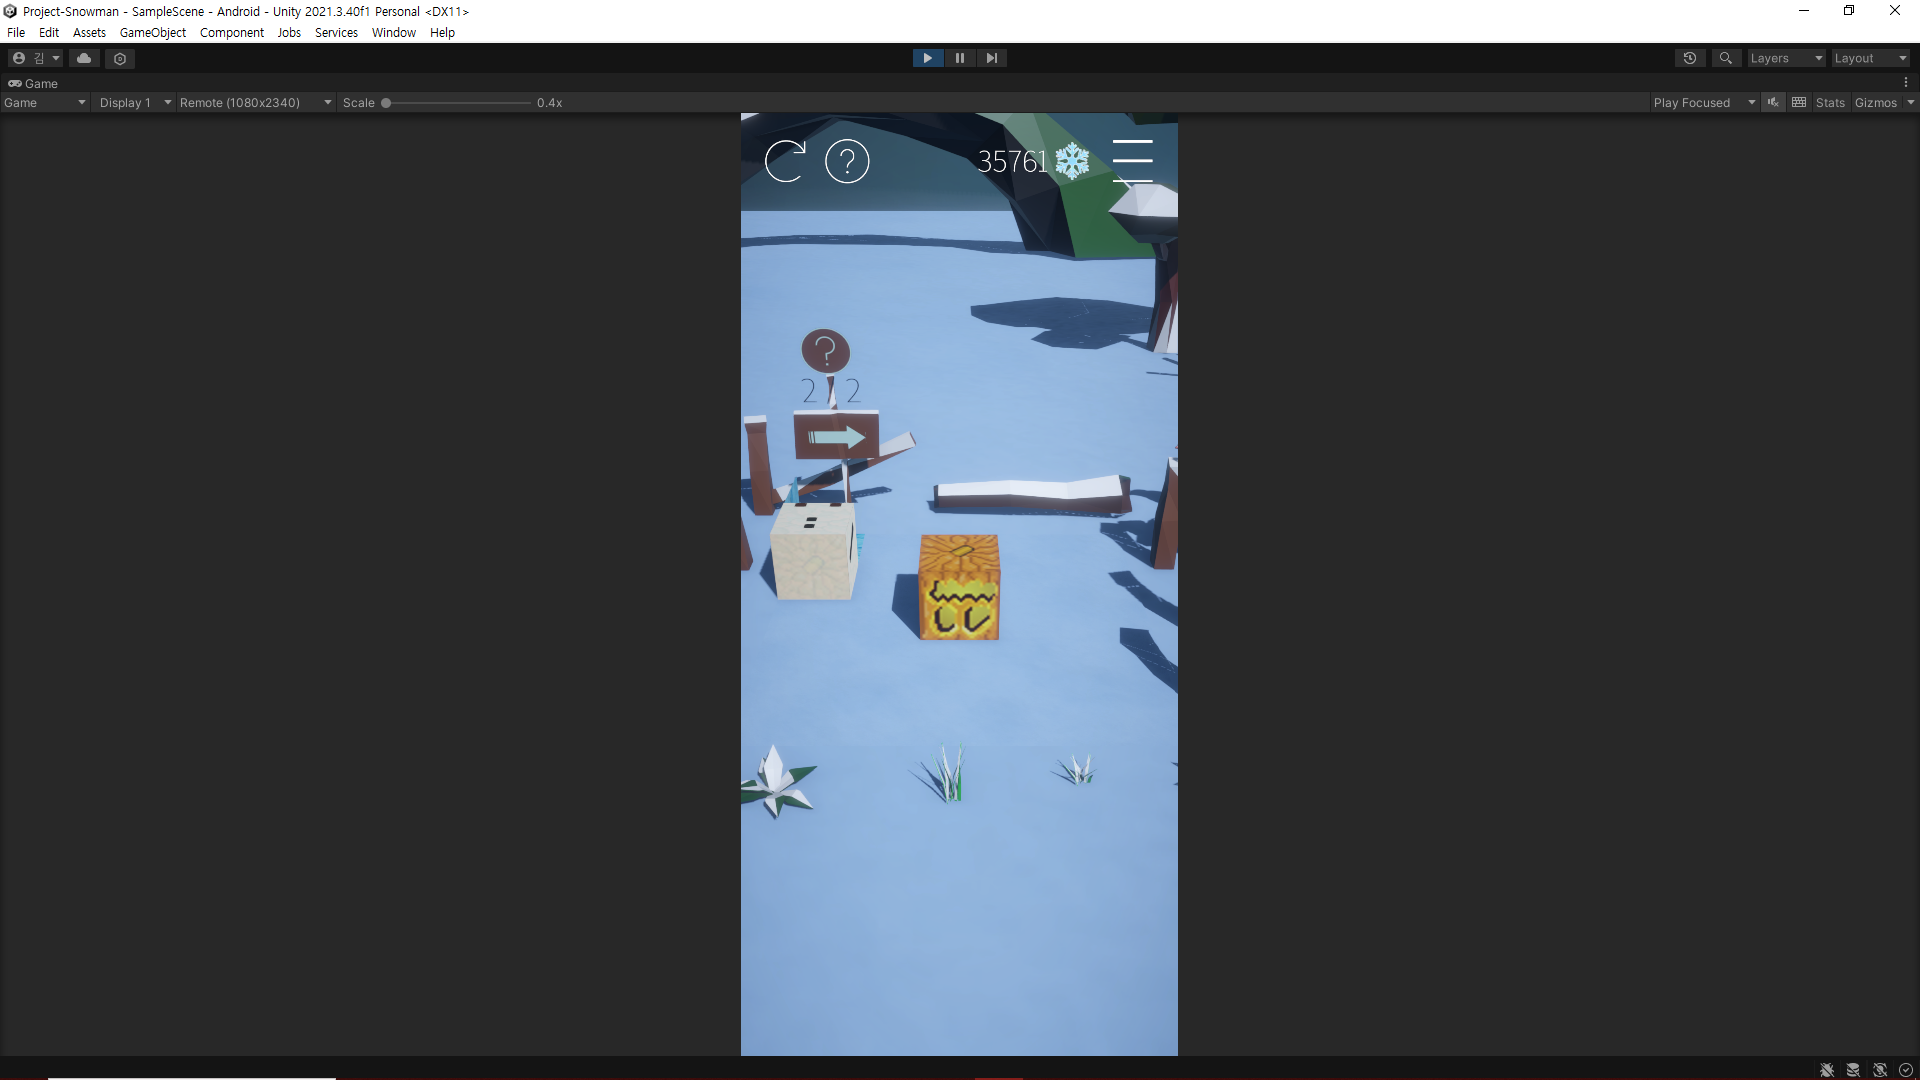 Project-Snowman - SampleScene - Android - Unity 2021.3.40f1 Personal <DX11>
File Edit Assets GameObject Component Jobs Services Window Help
김 Layers Layout
Game
Game Display 1 Remote (1080x2340) Scale 0.4x Play Focused Stats Gizmos
? 35761
?
2 2